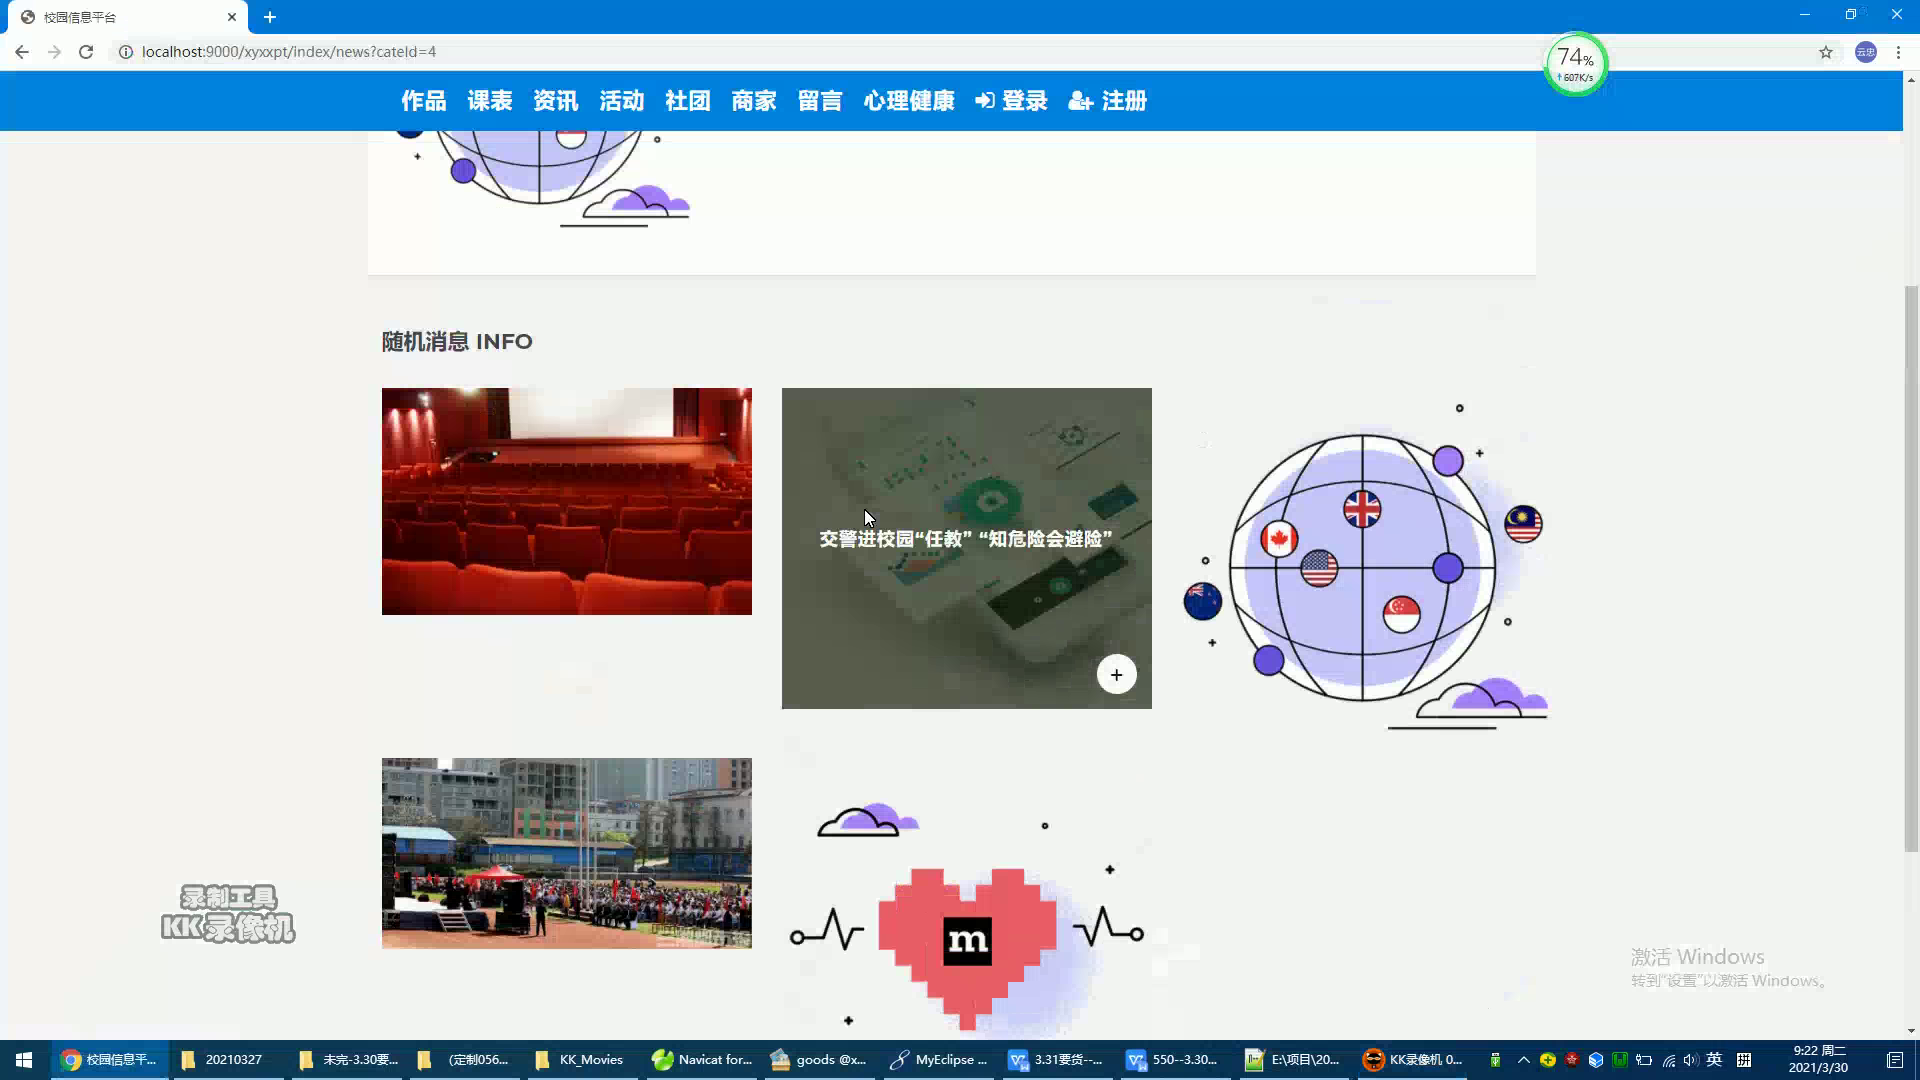 校园信息平台
localhost:9000/xyxxpt/index/news?cateId=4
74%
↑ 607K/s
云忠
作品 课表 资讯 活动 社团 商家 留言 心理健康 登录 注册
随机消息 INFO
交警进校园“任教” “知危险会避险”
+
m
录制工具
KK录像机
激活 Windows
转到“设置”以激活 Windows。
校园信息平... 20210327 未完-3.30要... (定制056... KK_Movies Navicat for... goods @x... MyEclipse ... 3.31要货--... 550--3.30... E:\项目\20... KK录像机 0... 英 拼
9:22 周二
2021/3/30